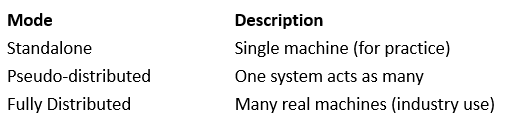 Mode Description
Standalone Single machine (for practice)
Pseudo-distributed One system acts as many
Fully Distributed Many real machines (industry use)